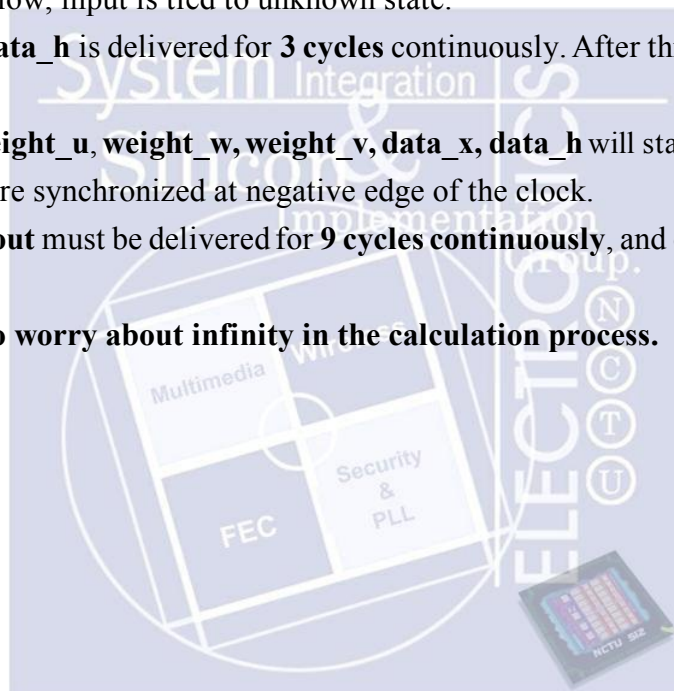 low, input is tied to unknown state.
ata_h is delivered for 3 cycles continuously. After th
System Integration
&
Silicon
eight_u, weight_w, weight_v, data_x, data_h will sta
re synchronized at negative edge of the clock.
Implementation
out must be delivered for 9 cycles continuously, and
Group.
o worry about infinity in the calculation process.
Wireless
Multimedia
Security
&
PLL
FEC
ELECTRONICS
NCTU
NCTU SI2